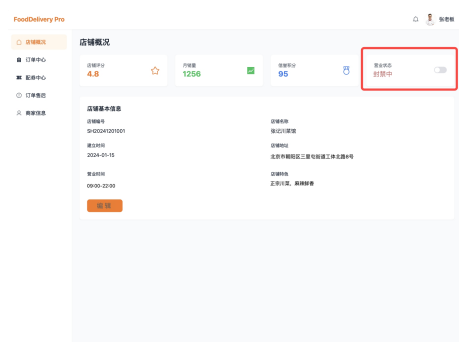 FoodDelivery Pro
张老板
店铺概况
订单中心
配送中心
订单售后
商家信息
店铺概况
店铺评分
4.8
月销量
1256
信誉积分
95
营业状态
封禁中
店铺基本信息
店铺编号
SH20241201001
店铺名称
张记川菜馆
建立时间
2024-01-15
店铺地址
北京市朝阳区三里屯街道工体北路8号
营业时间
09:00-22:00
店铺特色
正宗川菜，麻辣鲜香
编 辑